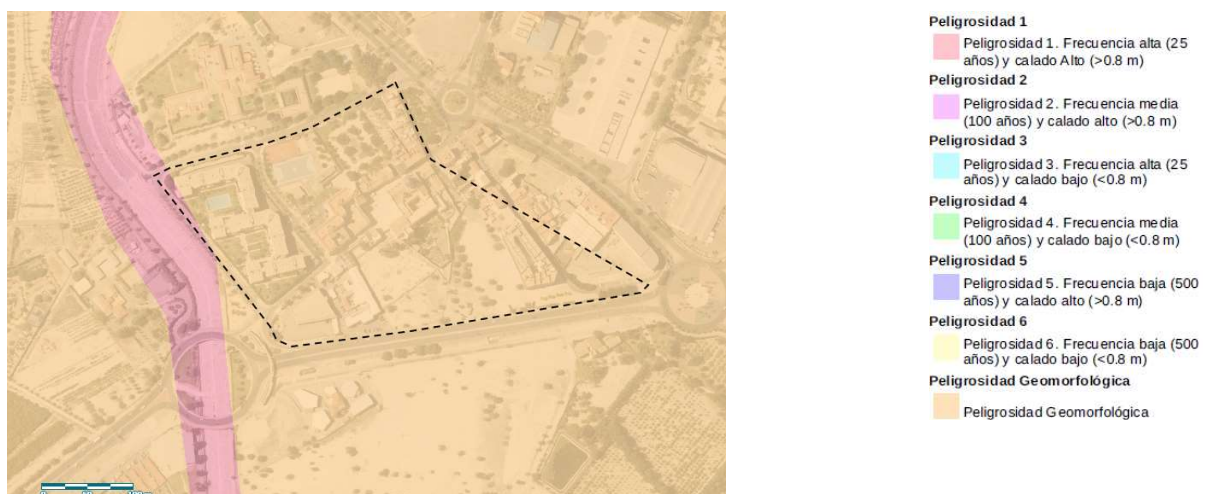 Peligrosidad 1
Peligrosidad 1. Frecuencia alta (25
años) y calado Alto (>0.8 m)
Peligrosidad 2
Peligrosidad 2. Frecuencia media
(100 años) y calado alto (>0.8 m)
Peligrosidad 3
Peligrosidad 3. Frecuencia alta (25
años) y calado bajo (<0.8 m)
Peligrosidad 4
Peligrosidad 4. Frecuencia media
(100 años) y calado bajo (<0.8 m)
Peligrosidad 5
Peligrosidad 5. Frecuencia baja (500
años) y calado alto (>0.8 m)
Peligrosidad 6
Peligrosidad 6. Frecuencia baja (500
años) y calado bajo (<0.8 m)
Peligrosidad Geomorfológica
Peligrosidad Geomorfológica